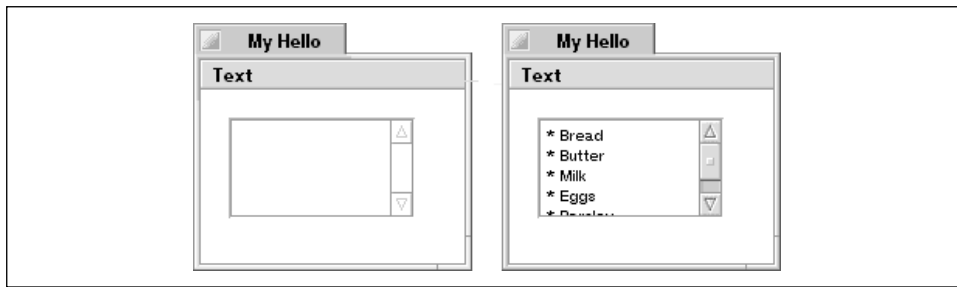 My Hello
Text
My Hello
Text
* Bread
* Butter
* Milk
* Eggs